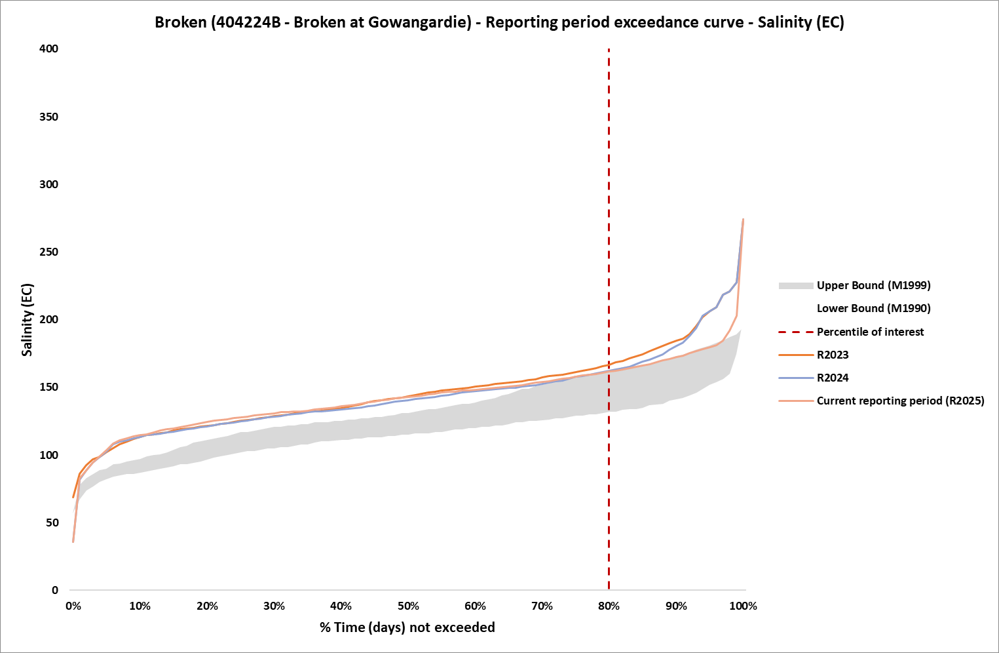 Broken (404224B - Broken at Gowangardie) - Reporting period exceedance curve - Salinity (EC)
400
350
300
250
200
150
100
50
0
Salinity (EC)
0% 10% 20% 30% 40% 50% 60% 70% 80% 90% 100%
% Time (days) not exceeded
Upper Bound (M1999)
Lower Bound (M1990)
Percentile of interest
R2023
R2024
Current reporting period (R2025)